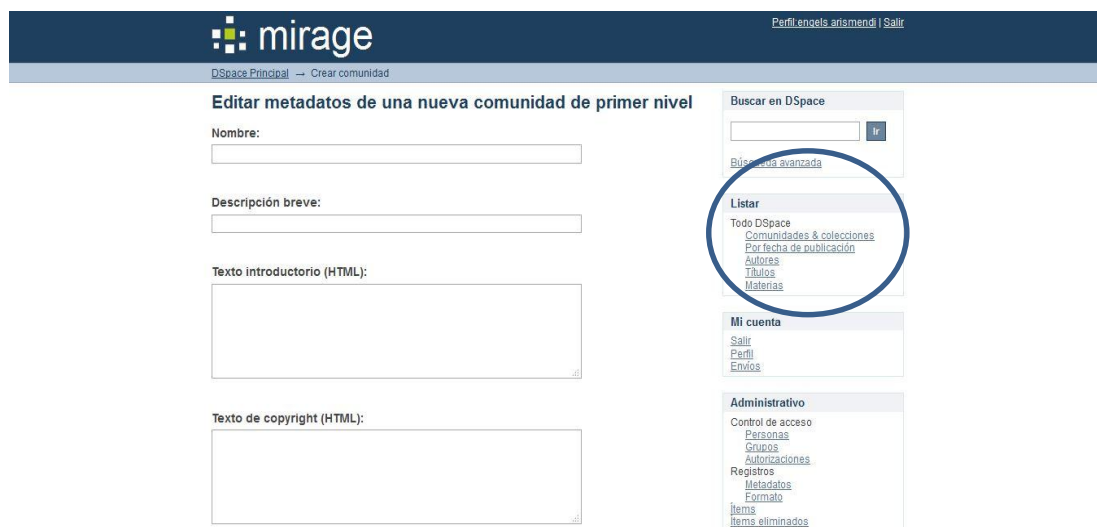 mirage
Perfil:engels arismendi | Salir
DSpace Principal → Crear comunidad
Editar metadatos de una nueva comunidad de primer nivel
Nombre:
Descripción breve:
Texto introductorio (HTML):
Texto de copyright (HTML):
Buscar en DSpace
Ir
Búsqueda avanzada
Listar
Todo DSpace
Comunidades & colecciones
Por fecha de publicación
Autores
Títulos
Materias
Mi cuenta
Salir
Perfil
Envíos
Administrativo
Control de acceso
Personas
Grupos
Autorizaciones
Registros
Metadatos
Formato
Ítems
Ítems eliminados